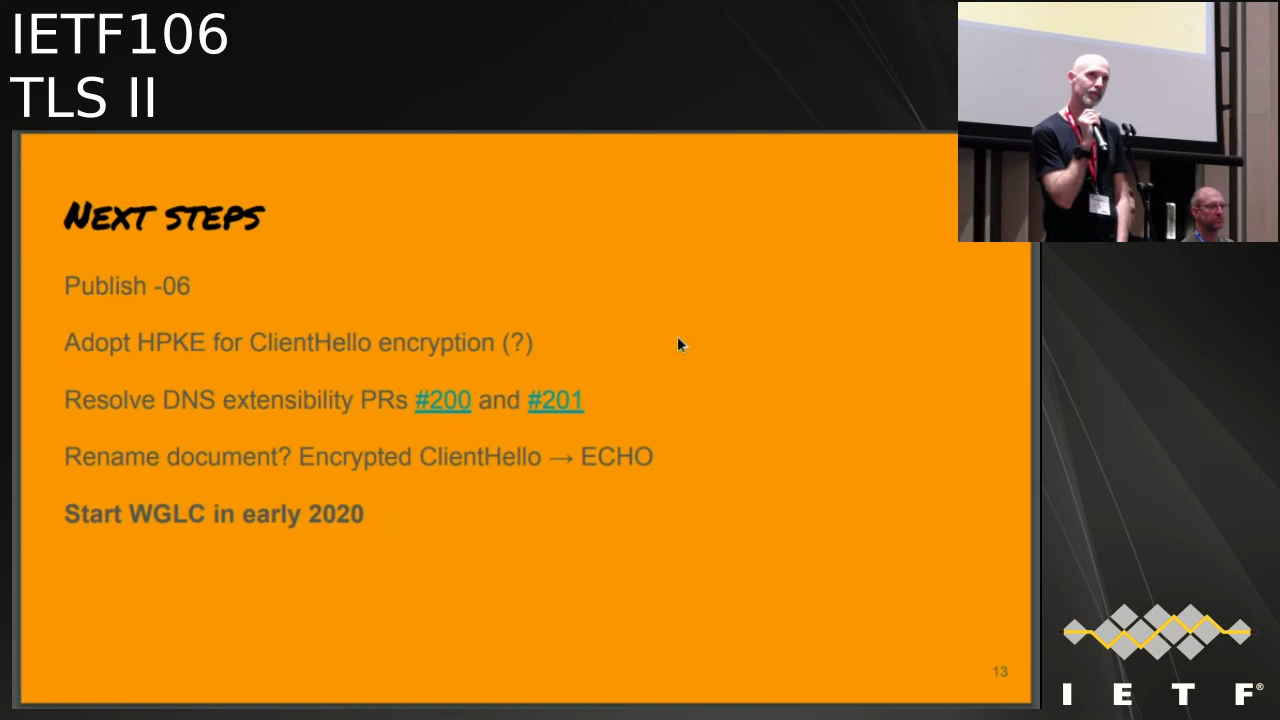 IETF106
TLS II
NEXT STEPS
Publish -06
Adopt HPKE for ClientHello encryption (?)
Resolve DNS extensibility PRs #200 and #201
Rename document? Encrypted ClientHello → ECHO
Start WGLC in early 2020
13
I E T F®